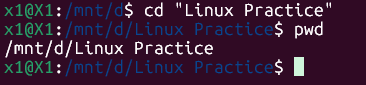 x1@X1:/mnt/d$ cd "Linux Practice"
x1@X1:/mnt/d/Linux Practice$ pwd
/mnt/d/Linux Practice
x1@X1:/mnt/d/Linux Practice$